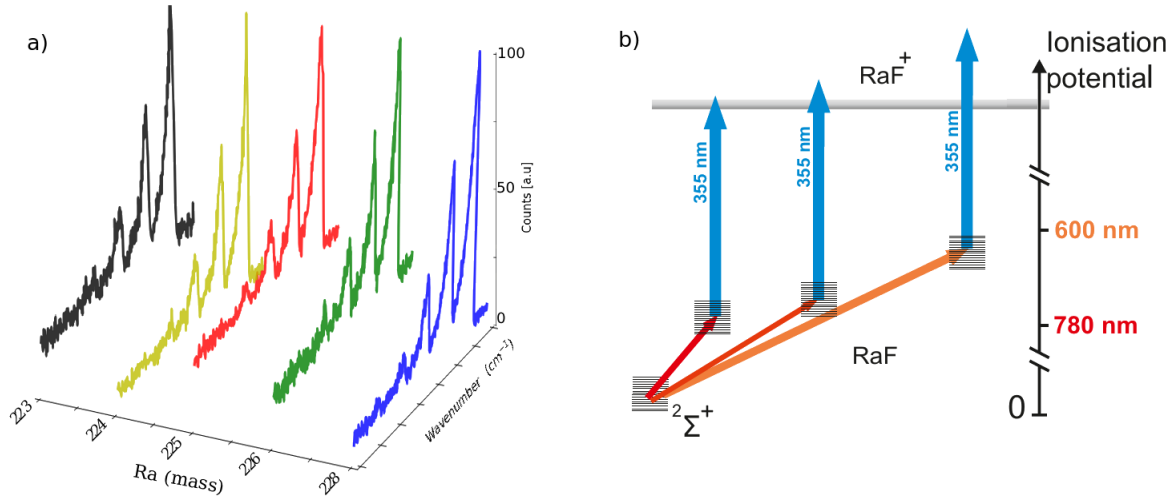 a)
100
50
0
Counts [a.u]
Wavenumber (cm⁻¹)
223
224
225
226
228
Ra (mass)
b)
RaF⁺
Ionisation
potential
355 nm
355 nm
355 nm
600 nm
780 nm
RaF
²Σ⁺
0